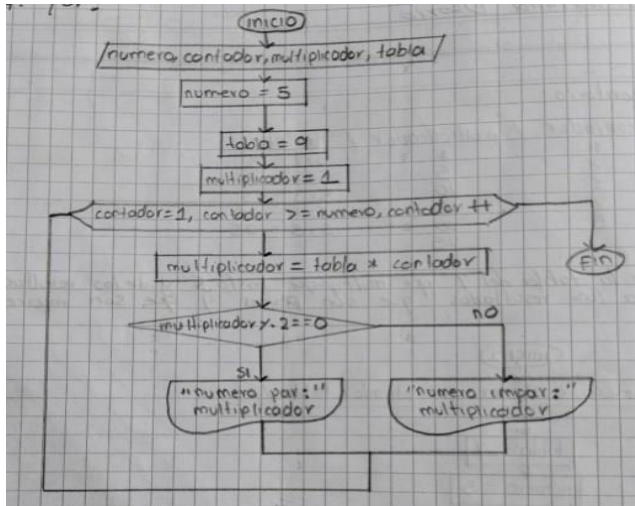 inicio
numero, contador, multiplicador, tabla
numero = 5
tabla = 9
multiplicador = 1
contador=1, contador >= numero, contador ++
Fin
multiplicador = tabla * contador
multiplicador % 2 == 0
no
si
"numero par:"
multiplicador
"numero impar:"
multiplicador